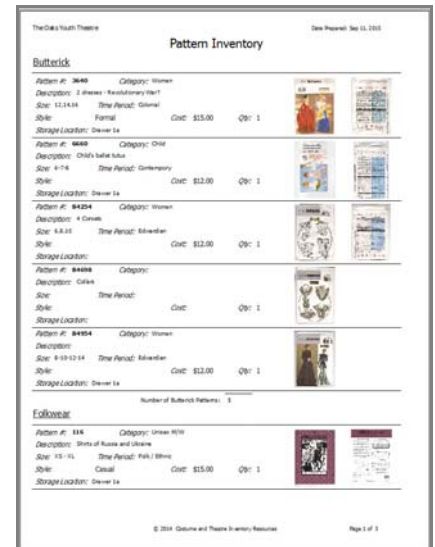 The Oaks Youth Theatre Date Prepared: Sep 11, 2015
Pattern Inventory
Butterick
Pattern #: 3640 Category: Women
Description: 2 dresses - Revolutionary War?
Size: 12,14,16 Time Period: Colonial
Style: Formal Cost: $15.00 Qty: 1
Storage Location: Drawer 1a
Pattern #: 6660 Category: Child
Description: Child's ballet tutus
Size: 6-7-8 Time Period: Contempory
Style: Cost: $12.00 Qty: 1
Storage Location: Drawer 1a
Pattern #: B4254 Category: Women
Description: 4 Corsets
Size: 6.8.10 Time Period: Edwardian
Style: Cost: $12.00 Qty: 1
Storage Location:
Pattern #: B4698 Category:
Description: Collars
Size: Time Period:
Style: Cost: Qty: 1
Storage Location:
Pattern #: B4954 Category: Women
Description:
Size: 8-10-12-14 Time Period: Edwardian
Style: Cost: $12.00 Qty: 1
Storage Location: Drawer 1a
Number of Butterick Patterns: 5
Folkwear
Pattern #: 116 Category: Unisex M/W
Description: Shirts of Russia and Ukraine
Size: XS - XL Time Period: Folk / Ethnic
Style: Casual Cost: $15.00 Qty: 1
Storage Location: Drawer 1a
© 2014 Costume and Theatre Inventory Resources Page 1 of 3